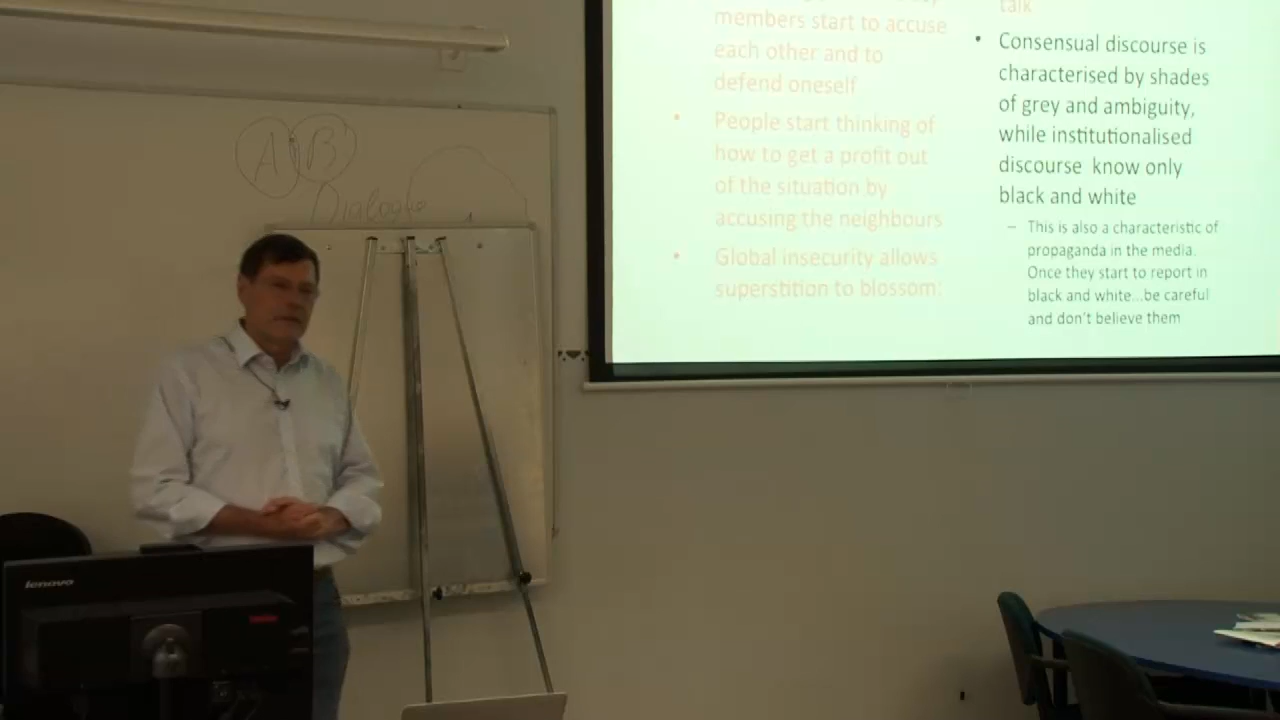 A B
Dialogue
members start to accuse
each other and to
defend oneself
• People start thinking of
how to get a profit out
of the situation by
accusing the neighbours
• Global insecurity allows
superstition to blossom:
talk
• Consensual discourse is
characterised by shades
of grey and ambiguity,
while institutionalised
discourse know only
black and white
– This is also a characteristic of
propaganda in the media.
Once they start to report in
black and white...be careful
and don't believe them
lenovo